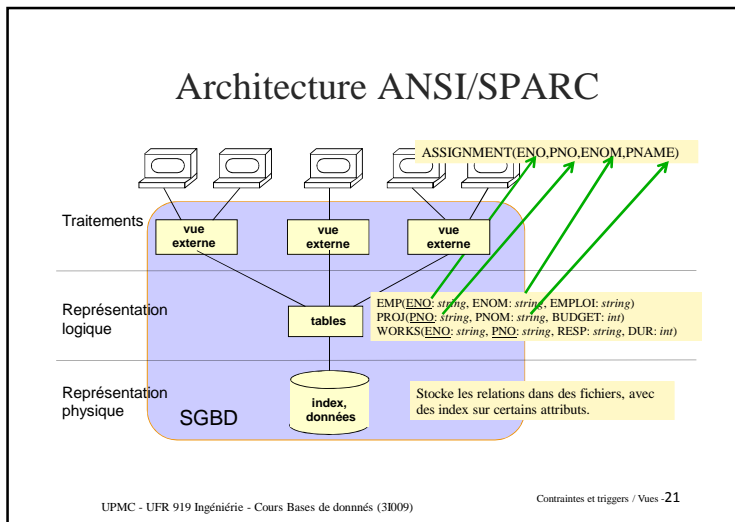 Architecture ANSI/SPARC
ASSIGNMENT(ENO,PNO,ENOM,PNAME)
Traitements
vue
externe
vue
externe
vue
externe
Représentation
logique
tables
EMP(ENO: string, ENOM: string, EMPLOI: string)
PROJ(PNO: string, PNOM: string, BUDGET: int)
WORKS(ENO: string, PNO: string, RESP: string, DUR: int)
Représentation
physique
SGBD
index,
données
Stocke les relations dans des fichiers, avec
des index sur certains attributs.
UPMC - UFR 919 Ingéniérie - Cours Bases de donnnés (3I009)
Contraintes et triggers / Vues -21